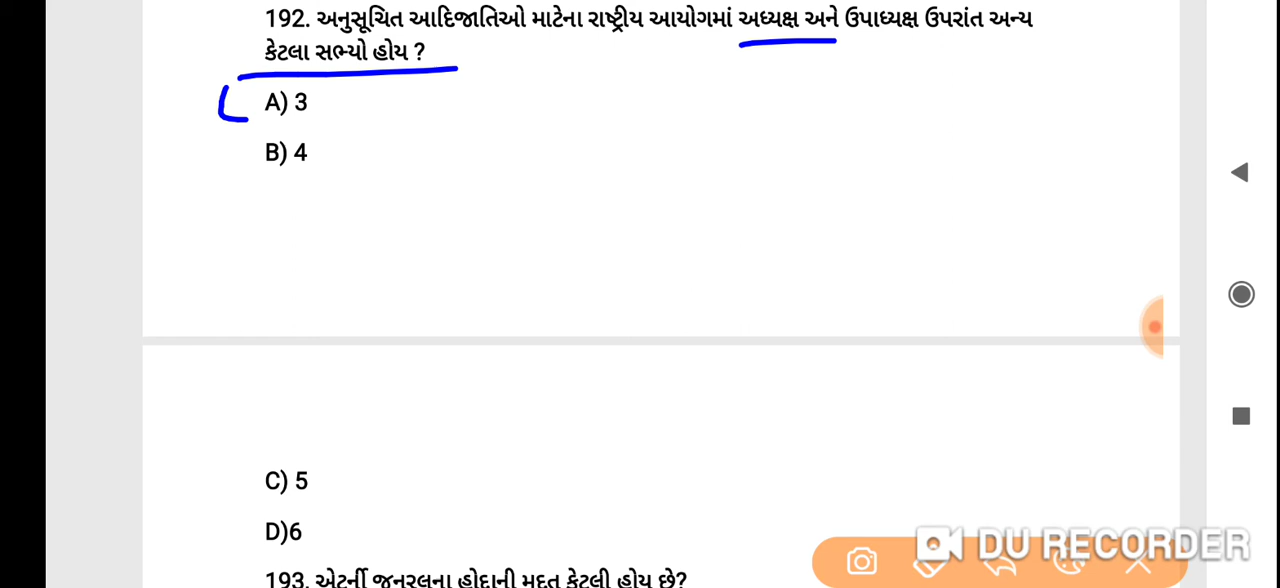 192. અનુસૂચિત આદિજાતિઓ માટેના રાષ્ટ્રીય આયોગમાં અધ્યક્ષ અને ઉપાધ્યક્ષ ઉપરાંત અન્ય
કેટલા સભ્યો હોય ?
A) 3
B) 4
C) 5
D)6
DU RECORDER
193. એટર્ની જનરલના હોદ્દાની મુદત કેટલી હોય છે?